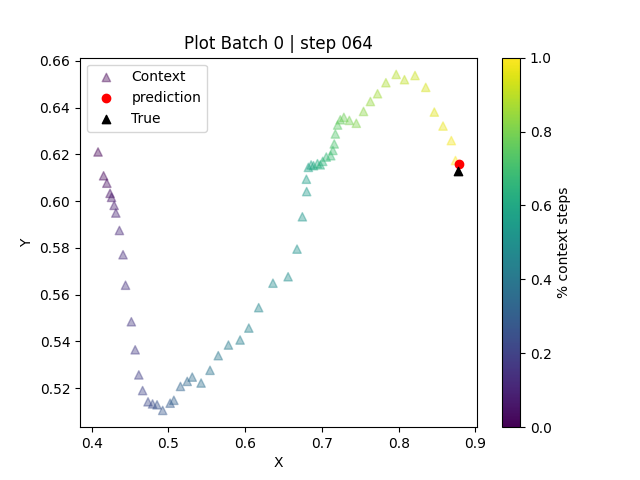 Plot Batch 0 | step 064
Context
prediction
True
0.66
0.64
0.62
0.60
0.58
0.56
0.54
0.52
Y
0.4 0.5 0.6 0.7 0.8 0.9
X
1.0
0.8
0.6
0.4
0.2
0.0
% context steps